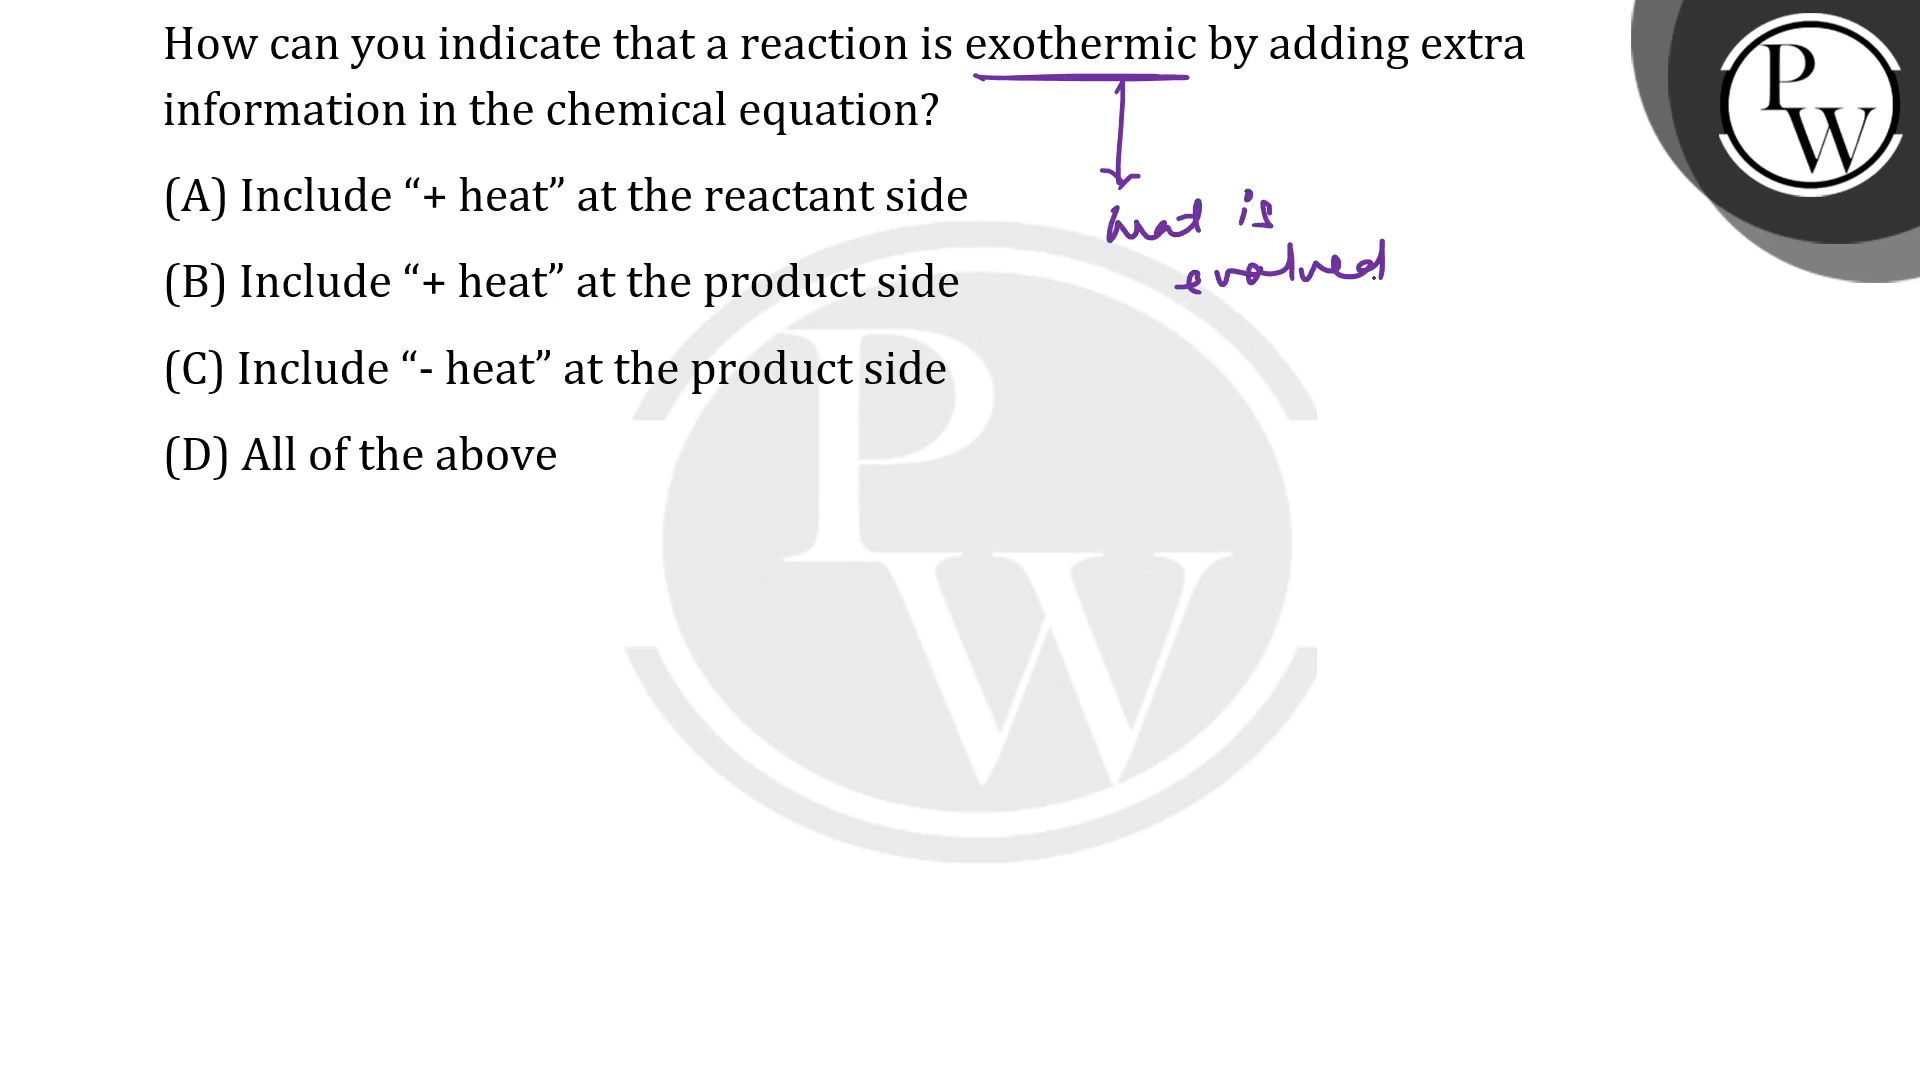 How can you indicate that a reaction is exothermic by adding extra
information in the chemical equation?
(A) Include “+ heat” at the reactant side
(B) Include “+ heat” at the product side
(C) Include “- heat” at the product side
(D) All of the above
heat is
evolved
PW
PW